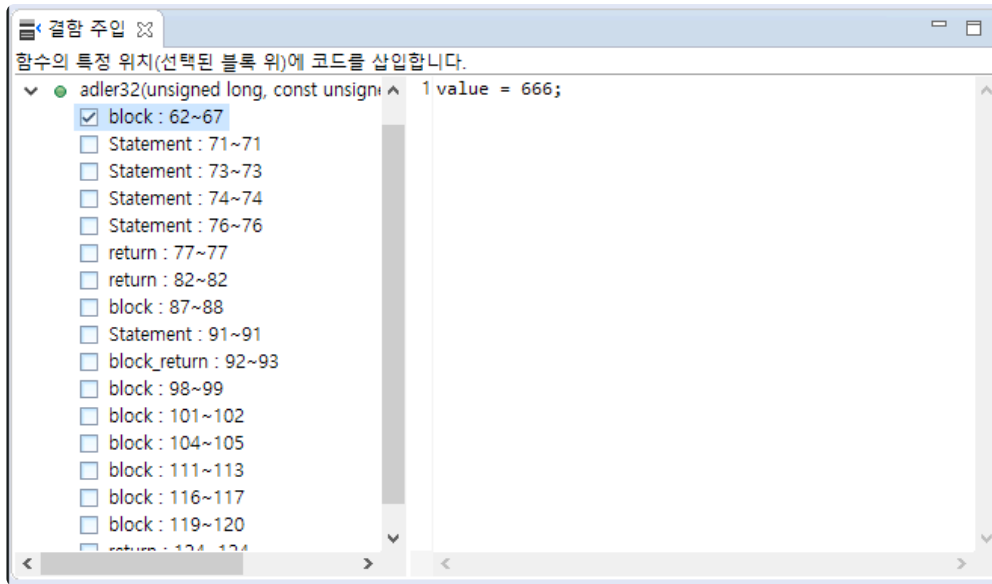 결함 주입
함수의 특정 위치(선택된 블록 위)에 코드를 삽입합니다.
adler32(unsigned long, const unsigne
block : 62~67
Statement : 71~71
Statement : 73~73
Statement : 74~74
Statement : 76~76
return : 77~77
return : 82~82
block : 87~88
Statement : 91~91
block_return : 92~93
block : 98~99
block : 101~102
block : 104~105
block : 111~113
block : 116~117
block : 119~120
return : 124~124
1 value = 666;